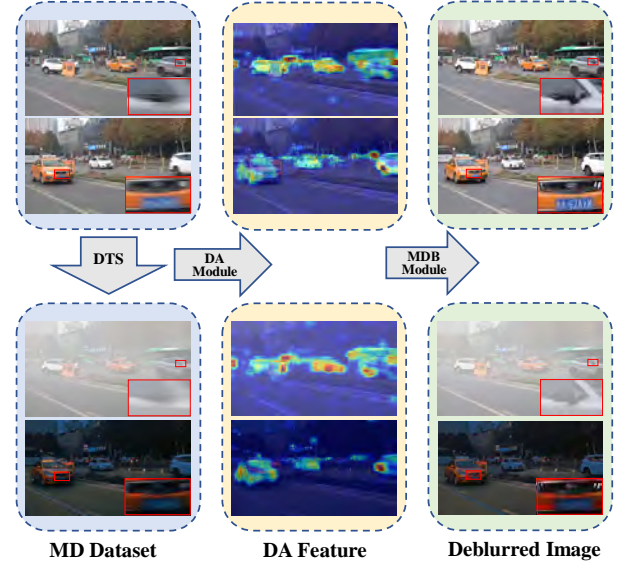 DTS
DA
Module
MDB
Module
MD Dataset
DA Feature
Deblurred Image